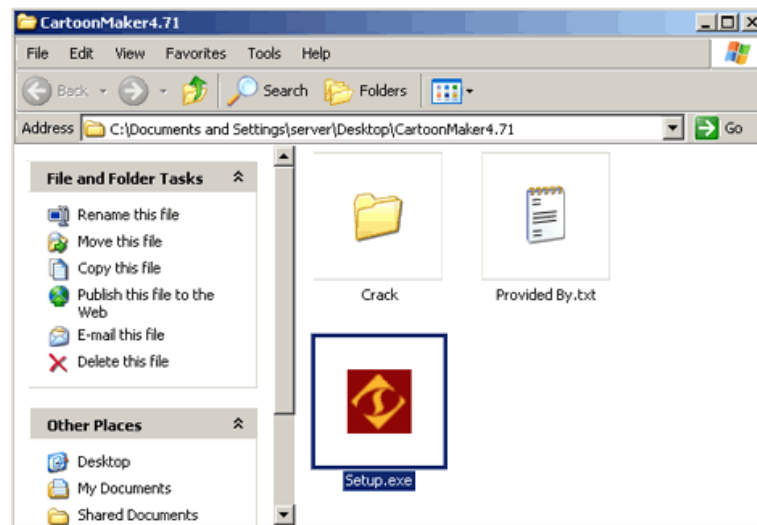 CartoonMaker4.71
File Edit View Favorites Tools Help
Back Search Folders
Address C:\Documents and Settings\server\Desktop\CartoonMaker4.71 Go
File and Folder Tasks
Rename this file
Move this file
Copy this file
Publish this file to the
Web
E-mail this file
Delete this file
Other Places
Desktop
My Documents
Shared Documents
Crack
Provided By.txt
Setup.exe